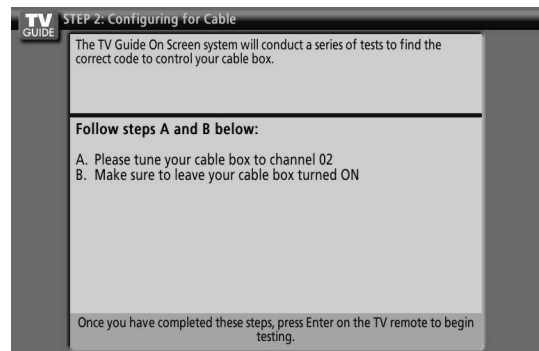 TV
GUIDE
STEP 2: Configuring for Cable
The TV Guide On Screen system will conduct a series of tests to find the
correct code to control your cable box.
Follow steps A and B below:
A. Please tune your cable box to channel 02
B. Make sure to leave your cable box turned ON
Once you have completed these steps, press Enter on the TV remote to begin
testing.